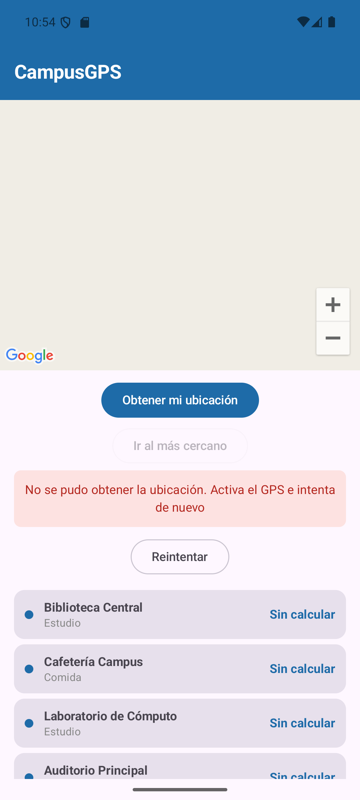 10:54
CampusGPS
+
−
Google
Obtener mi ubicación
Ir al más cercano
No se pudo obtener la ubicación. Activa el GPS e intenta
de nuevo
Reintentar
Biblioteca Central
Estudio
Sin calcular
Cafetería Campus
Comida
Sin calcular
Laboratorio de Cómputo
Estudio
Sin calcular
Auditorio Principal
Sin calcular